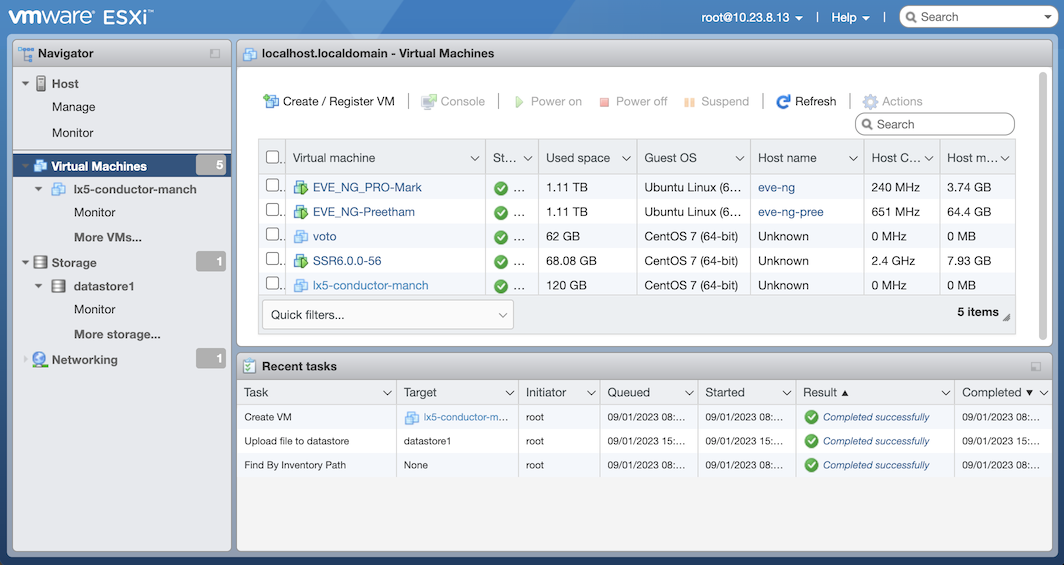 vmware ESXi™
root@10.23.8.13 | Help | Search
Navigator
Host
Manage
Monitor
Virtual Machines 5
lx5-conductor-manch
Monitor
More VMs...
Storage 1
datastore1
Monitor
More storage...
Networking 1
localhost.localdomain - Virtual Machines
Create / Register VM | Console | Power on Power off Suspend | Refresh | Actions
Search
Virtual machine St... Used space Guest OS Host name Host C... Host m...
EVE_NG_PRO-Mark ... 1.11 TB Ubuntu Linux (6... eve-ng 240 MHz 3.74 GB
EVE_NG-Preetham ... 1.11 TB Ubuntu Linux (6... eve-ng-pree 651 MHz 64.4 GB
voto ... 62 GB CentOS 7 (64-bit) Unknown 0 MHz 0 MB
SSR6.0.0-56 ... 68.08 GB CentOS 7 (64-bit) Unknown 2.4 GHz 7.93 GB
lx5-conductor-manch ... 120 GB CentOS 7 (64-bit) Unknown 0 MHz 0 MB
Quick filters... 5 items
Recent tasks
Task Target Initiator Queued Started Result ▲ Completed ▼
Create VM lx5-conductor-m... root 09/01/2023 08:... 09/01/2023 08:... Completed successfully 09/01/2023 08:...
Upload file to datastore datastore1 root 09/01/2023 15:... 09/01/2023 15:... Completed successfully 09/01/2023 15:...
Find By Inventory Path None root 09/01/2023 08:... 09/01/2023 08:... Completed successfully 09/01/2023 08:...